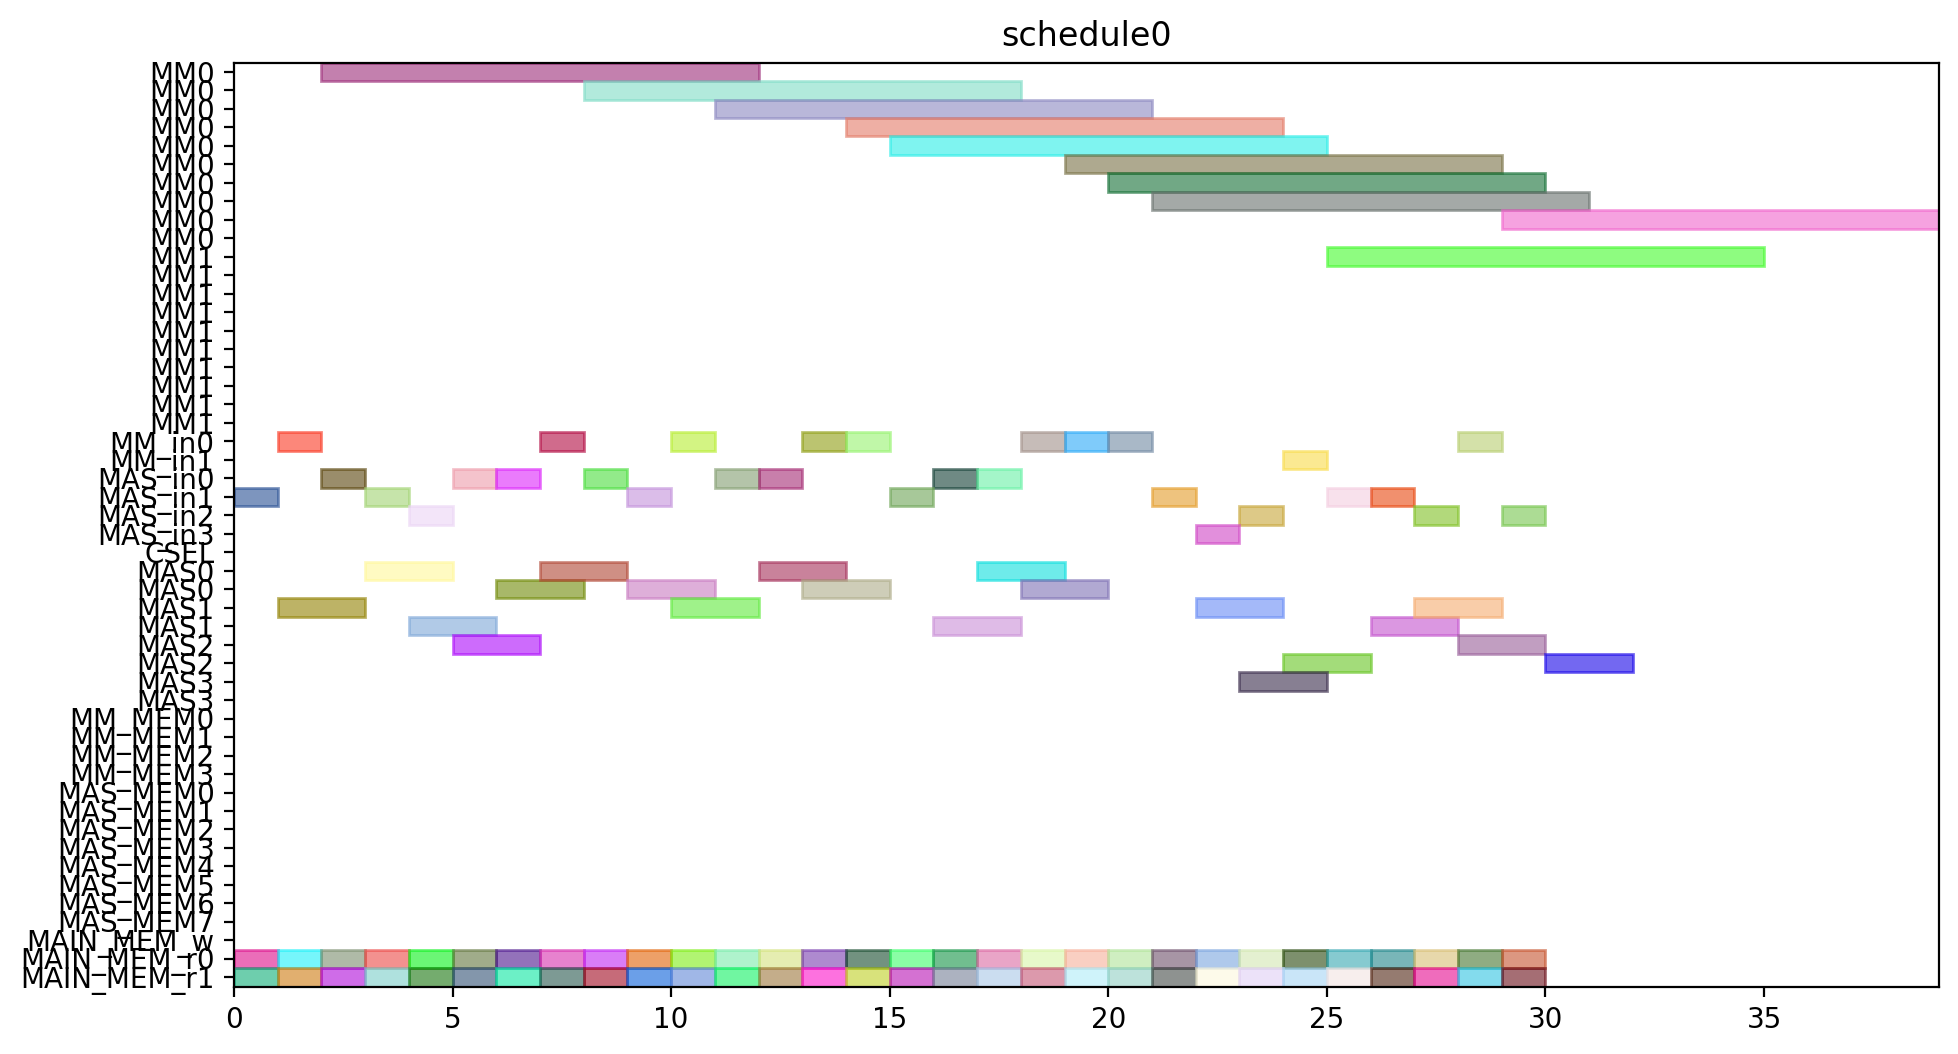 schedule0
MM0
MM0
MM0
MM0
MM0
MM0
MM0
MM0
MM0
MM0
MM1
MM1
MM1
MM1
MM1
MM1
MM1
MM1
MM1
MM1
MM_in0
MM_in1
MAS_in0
MAS_in1
MAS_in2
MAS_in3
CSEL
MAS0
MAS0
MAS1
MAS1
MAS2
MAS2
MAS3
MAS3
MM_MEM0
MM_MEM1
MM_MEM2
MM_MEM3
MAS_MEM0
MAS_MEM1
MAS_MEM2
MAS_MEM3
MAS_MEM4
MAS_MEM5
MAS_MEM6
MAS_MEM7
MAIN_MEM_w
MAIN_MEM_r0
MAIN_MEM_r1
0 5 10 15 20 25 30 35